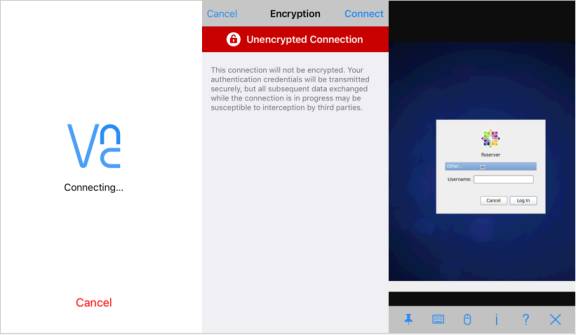 VNC
Connecting...
Cancel
Cancel Encryption Connect
Unencrypted Connection
This connection will not be encrypted. Your
authentication credentials will be transmitted
securely, but all subsequent data exchanged
while the connection is in progress may be
susceptible to interception by third parties.
Roserver
Other...
Username:
Cancel Log In